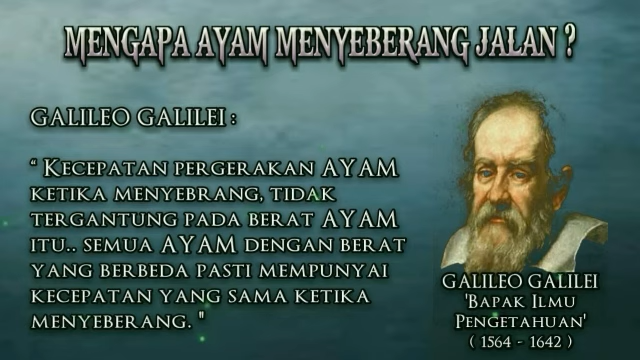 MENGAPA AYAM MENYEBERANG JALAN ?
GALILEO GALILEI :
“ KECEPATAN PERGERAKAN AYAM
KETIKA MENYEBRANG, TIDAK
TERGANTUNG PADA BERAT AYAM
ITU.. SEMUA AYAM DENGAN BERAT
YANG BERBEDA PASTI MEMPUNYAI
KECEPATAN YANG SAMA KETIKA
MENYEBERANG. "
GALILEO GALILEI
'BAPAK ILMU
PENGETAHUAN'
( 1564 - 1642 )